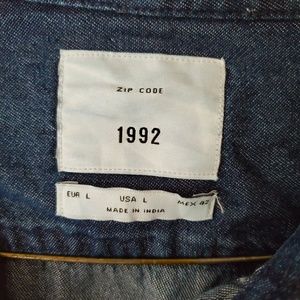 ZIP CODE
1992
EUR L USA L MEX 42
MADE IN INDIA